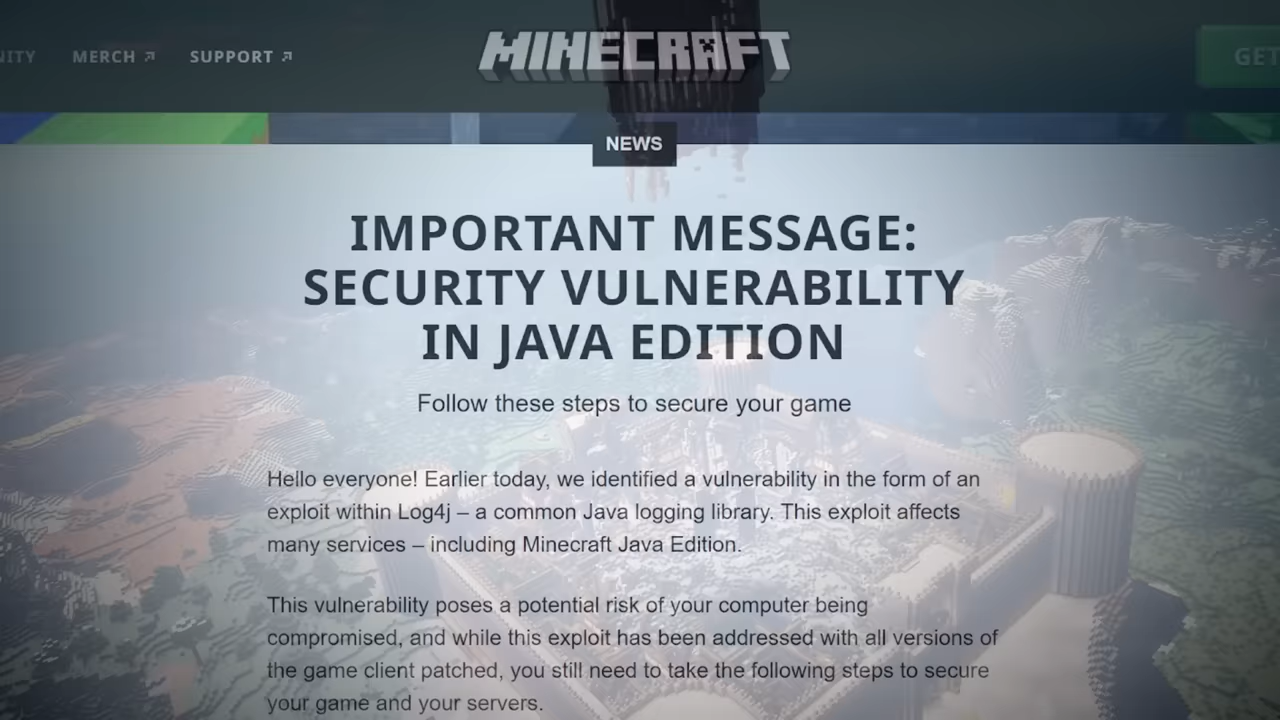 NITY MERCH SUPPORT MINECRAFT GET
NEWS
IMPORTANT MESSAGE:
SECURITY VULNERABILITY
IN JAVA EDITION
Follow these steps to secure your game
Hello everyone! Earlier today, we identified a vulnerability in the form of an
exploit within Log4j – a common Java logging library. This exploit affects
many services – including Minecraft Java Edition.
This vulnerability poses a potential risk of your computer being
compromised, and while this exploit has been addressed with all versions of
the game client patched, you still need to take the following steps to secure
your game and your servers.